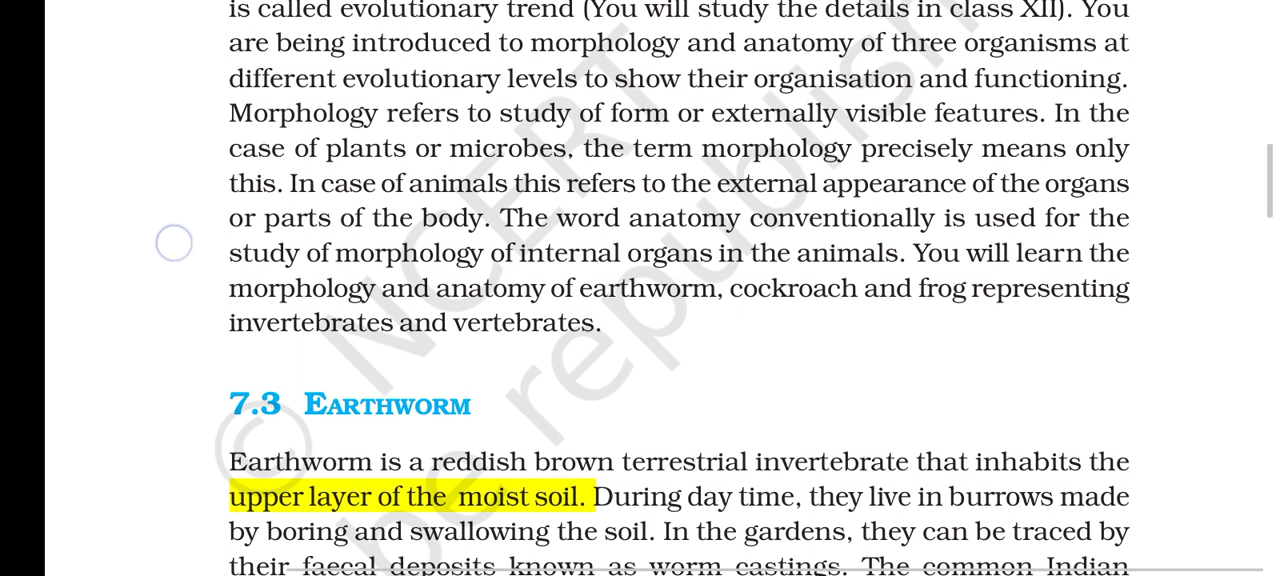 is called evolutionary trend (You will study the details in class XII). You
are being introduced to morphology and anatomy of three organisms at
different evolutionary levels to show their organisation and functioning.
Morphology refers to study of form or externally visible features. In the
case of plants or microbes, the term morphology precisely means only
this. In case of animals this refers to the external appearance of the organs
or parts of the body. The word anatomy conventionally is used for the
study of morphology of internal organs in the animals. You will learn the
morphology and anatomy of earthworm, cockroach and frog representing
invertebrates and vertebrates.
7.3 EARTHWORM
Earthworm is a reddish brown terrestrial invertebrate that inhabits the
upper layer of the moist soil. During day time, they live in burrows made
by boring and swallowing the soil. In the gardens, they can be traced by
their faecal deposits known as worm castings. The common Indian
© NCERT
be republish